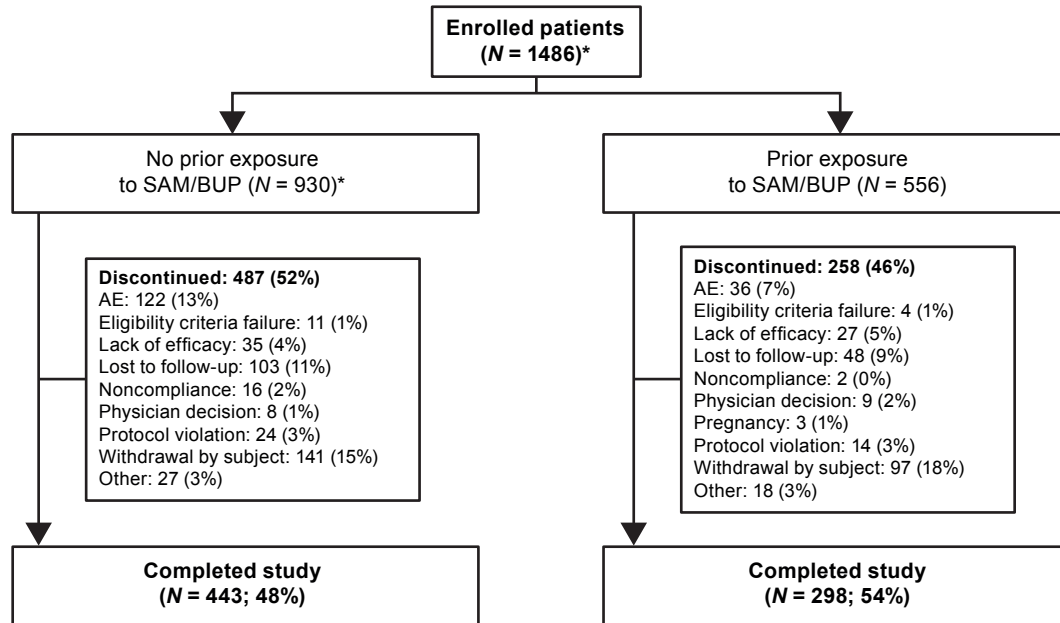 Enrolled patients
(N = 1486)*
No prior exposure
to SAM/BUP (N = 930)*
Prior exposure
to SAM/BUP (N = 556)
Discontinued: 487 (52%)
AE: 122 (13%)
Eligibility criteria failure: 11 (1%)
Lack of efficacy: 35 (4%)
Lost to follow-up: 103 (11%)
Noncompliance: 16 (2%)
Physician decision: 8 (1%)
Protocol violation: 24 (3%)
Withdrawal by subject: 141 (15%)
Other: 27 (3%)
Discontinued: 258 (46%)
AE: 36 (7%)
Eligibility criteria failure: 4 (1%)
Lack of efficacy: 27 (5%)
Lost to follow-up: 48 (9%)
Noncompliance: 2 (0%)
Physician decision: 9 (2%)
Pregnancy: 3 (1%)
Protocol violation: 14 (3%)
Withdrawal by subject: 97 (18%)
Other: 18 (3%)
Completed study
(N = 443; 48%)
Completed study
(N = 298; 54%)